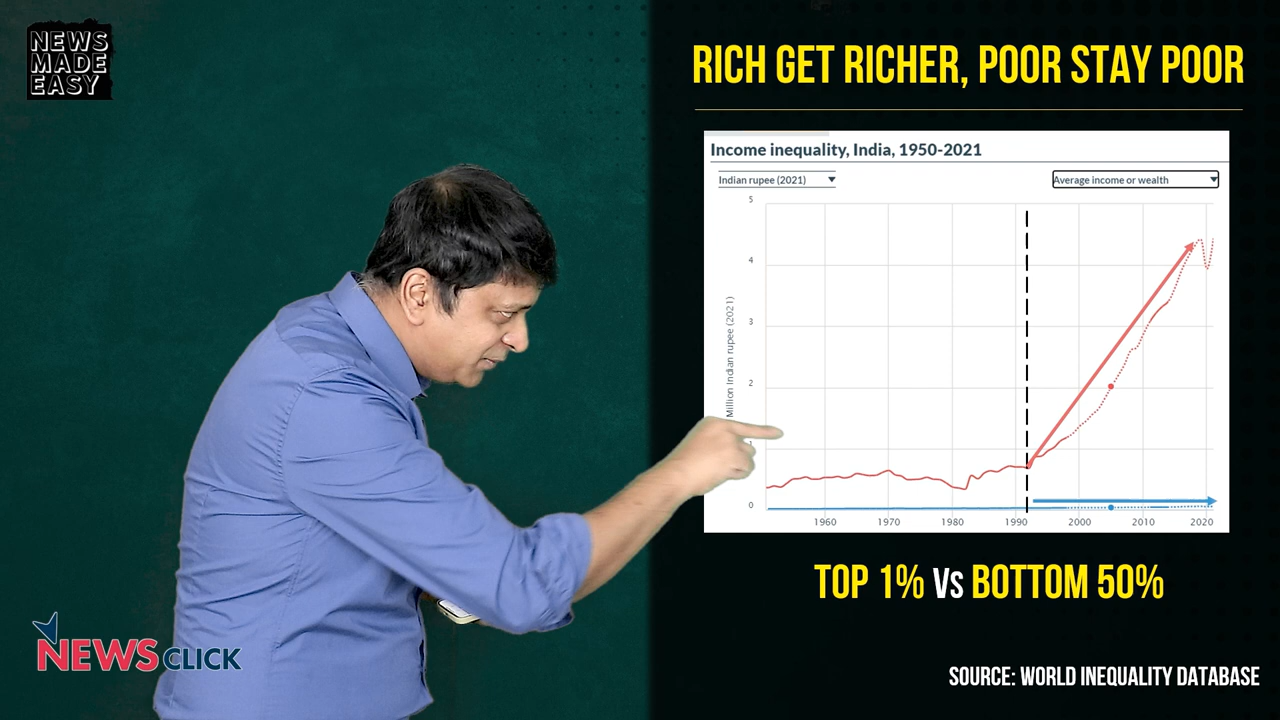 NEWS
MADE
EASY
RICH GET RICHER, POOR STAY POOR
Income inequality, India, 1950-2021
Indian rupee (2021)
Average income or wealth
5
4
3
2
1
0
Million Indian rupee (2021)
1960 1970 1980 1990 2000 2010 2020
TOP 1% Vs BOTTOM 50%
NEWSCLICK
SOURCE: WORLD INEQUALITY DATABASE